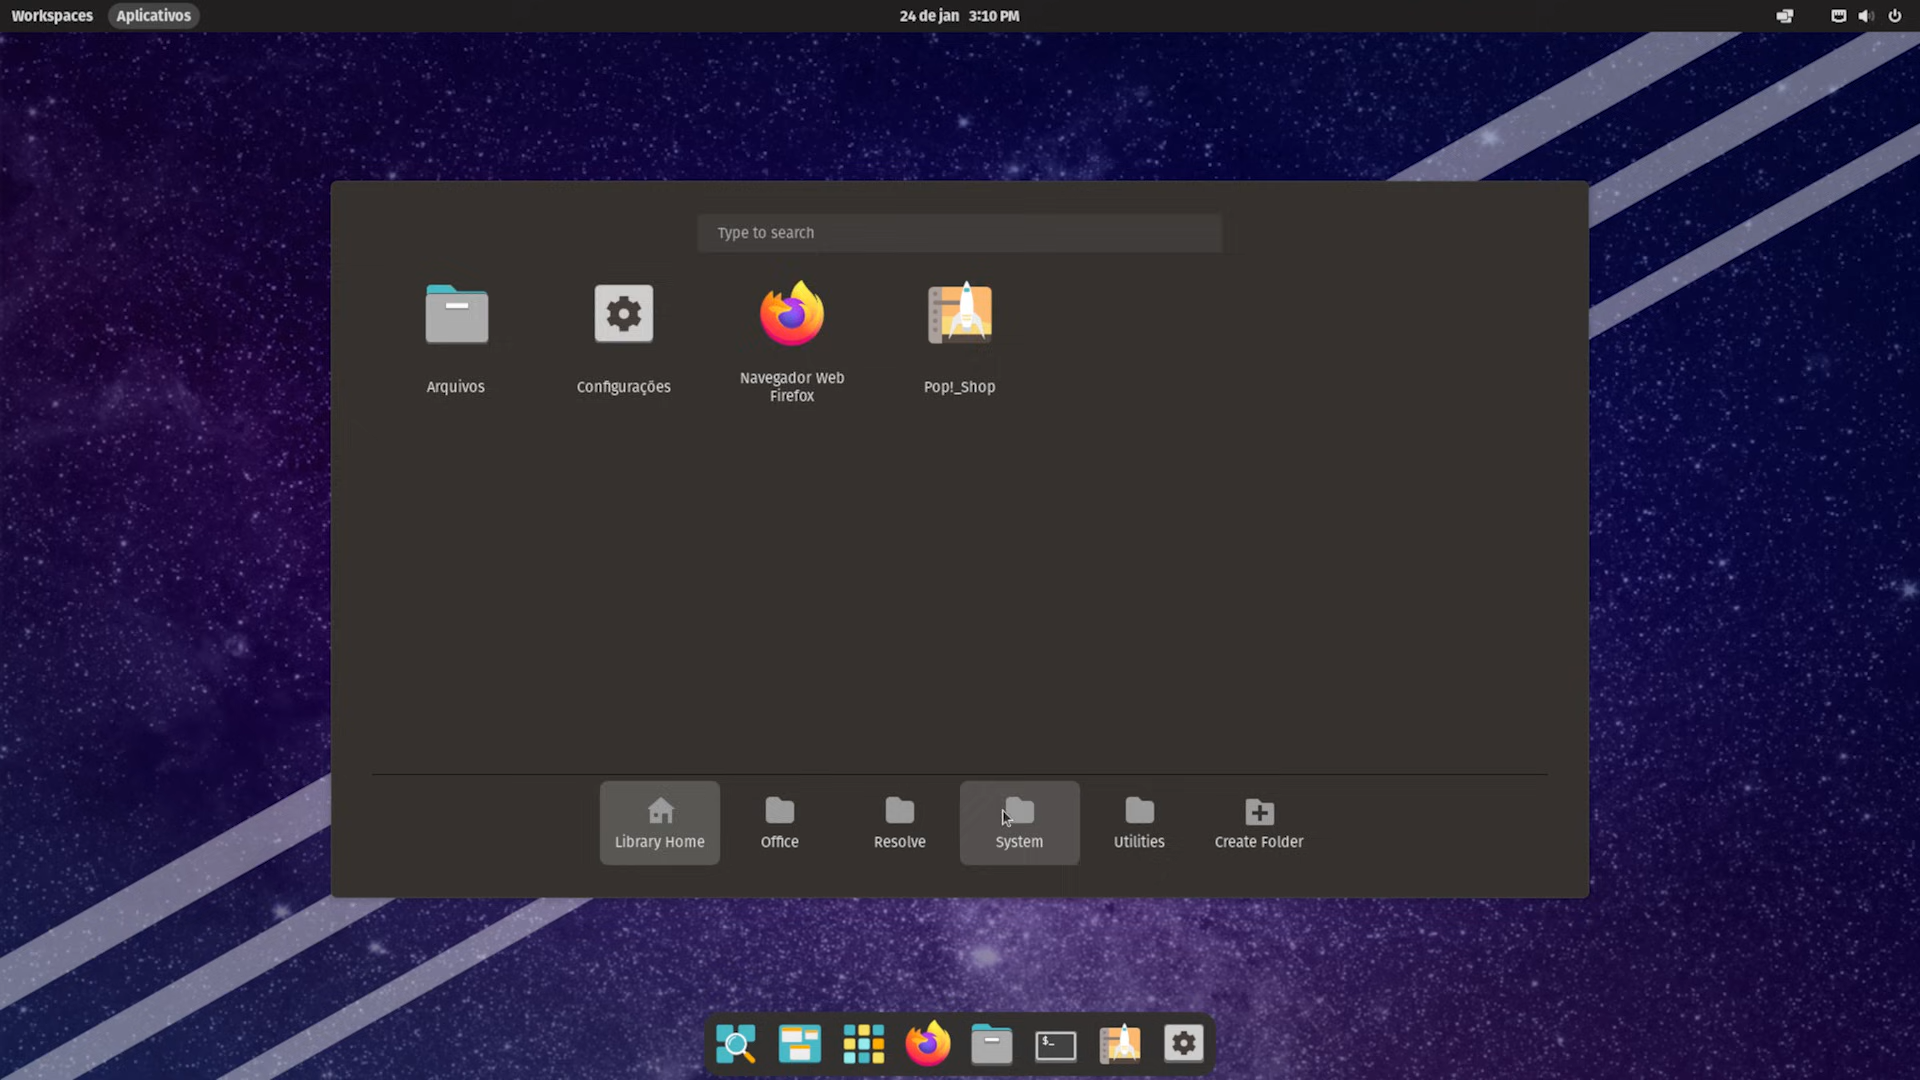 Workspaces Aplicativos 24 de jan 3:10 PM
Type to search
Arquivos Configurações Navegador Web Firefox Pop!_Shop
Library Home Office Resolve System Utilities Create Folder
$_